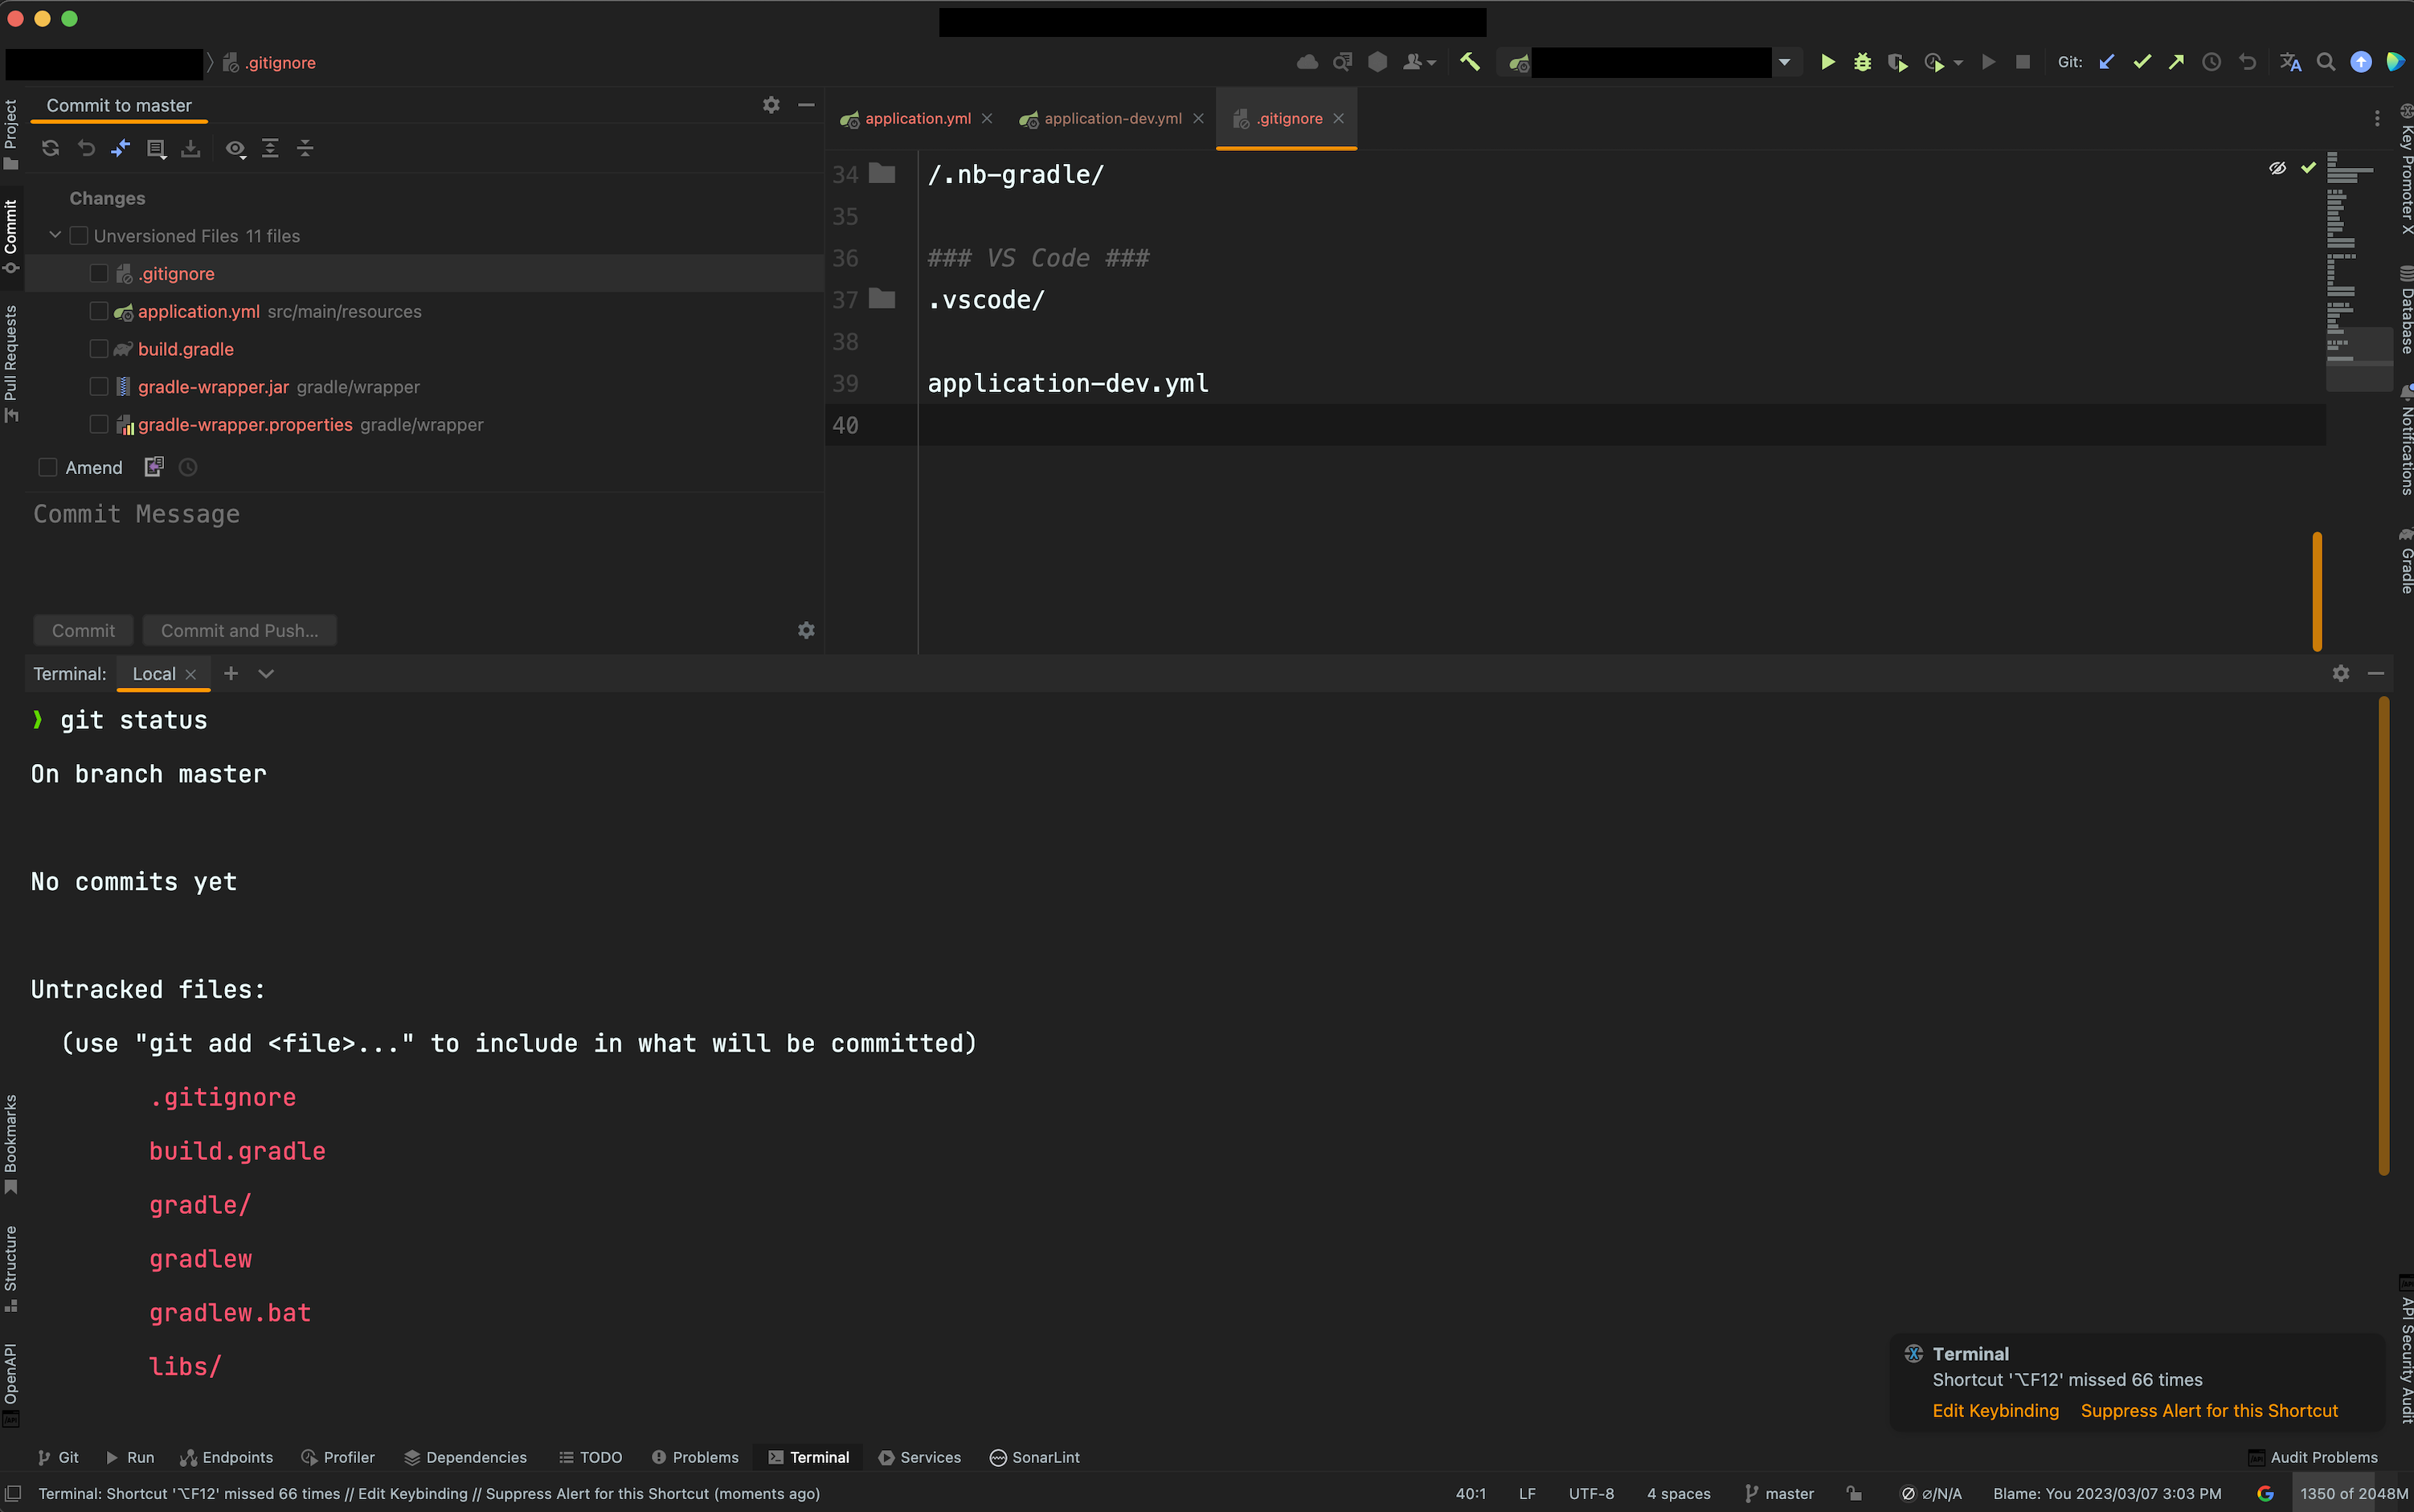 .gitignore
Git:
Project
Commit
Pull Requests
Bookmarks
Structure
OpenAPI
Commit to master
Changes
Unversioned Files 11 files
.gitignore
application.yml src/main/resources
build.gradle
gradle-wrapper.jar gradle/wrapper
gradle-wrapper.properties gradle/wrapper
Amend
Commit Message
Commit
Commit and Push...
application.yml
application-dev.yml
.gitignore
34 /.nb-gradle/
35
36 ### VS Code ###
37 .vscode/
38
39 application-dev.yml
40
Key Promoter X
Database
Notifications
Gradle
API Security Audit
Terminal:
Local
❯ git status
On branch master
No commits yet
Untracked files:
(use "git add <file>..." to include in what will be committed)
.gitignore
build.gradle
gradle/
gradlew
gradlew.bat
libs/
Terminal
Shortcut '⌥F12' missed 66 times
Edit Keybinding Suppress Alert for this Shortcut
Git
Run
Endpoints
Profiler
Dependencies
TODO
Problems
Terminal
Services
SonarLint
Audit Problems
Terminal: Shortcut '⌥F12' missed 66 times // Edit Keybinding // Suppress Alert for this Shortcut (moments ago)
40:1
LF
UTF-8
4 spaces
master
∅/N/A
Blame: You 2023/03/07 3:03 PM
1350 of 2048M